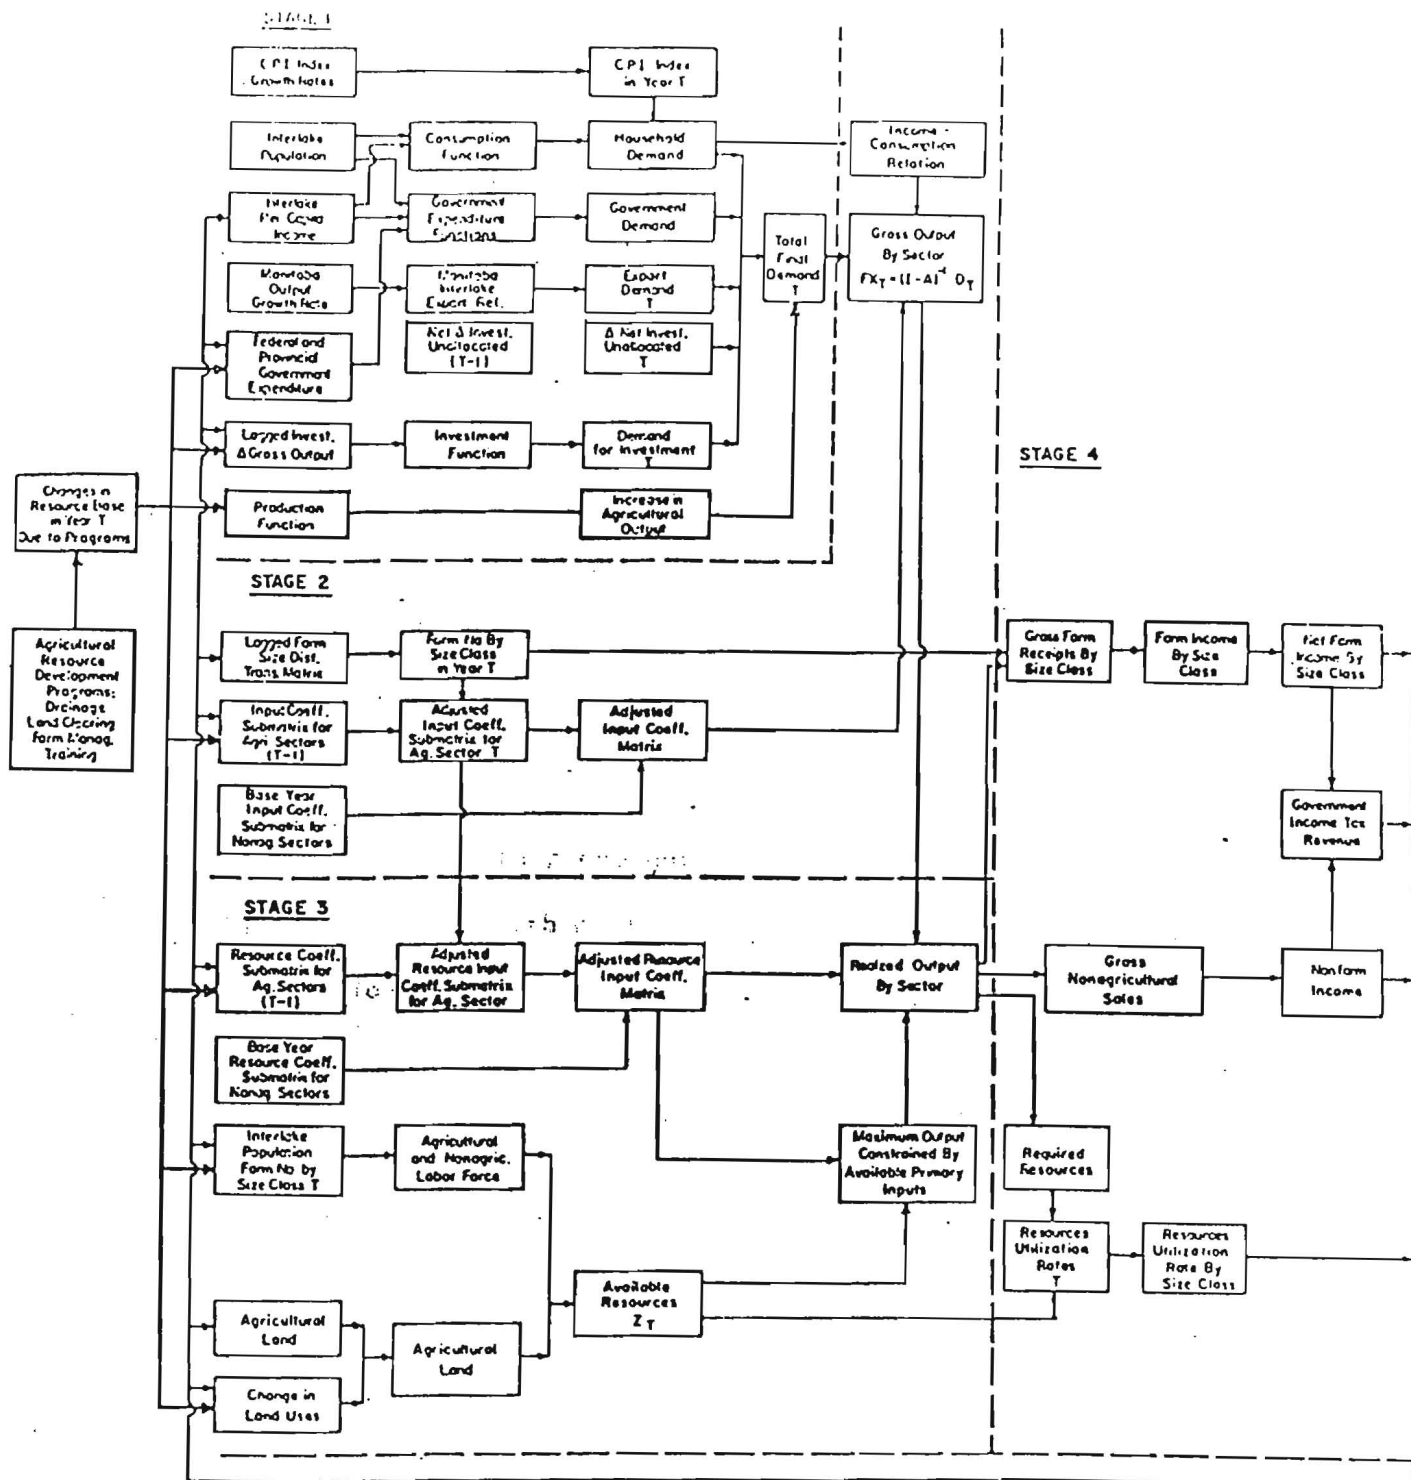 STAGE 1
C.P.I. Index
Growth Rates
C.P.I. Index
in Year T
Interlake
Population
Consumption
Function
Household
Demand
Income -
Consumption
Relation
Interlake
Per Capita
Income
Government
Expenditure
Functions
Government
Demand
Total
Final
Demand
T
Gross Output
By Sector
FX_T = (I - A)^-1 D_T
Manitoba
Output
Growth Rate
Manitoba
Interlake
Export Rel.
Export
Demand
T
Federal and
Provincial
Government
Expenditure
Net Δ Invest.
Unallocated
(T-1)
Δ Net Invest.
Unallocated
T
Lagged Invest.
Δ Gross Output
Investment
Function
Demand
for Investment
T
Production
Function
Increase in
Agricultural
Output
Changes in
Resource Base
in Year T
Due to Programs
Agricultural
Resource
Development
Programs:
Drainage
Land Clearing
Farm Manag.
Training
STAGE 2
Lagged Farm
Size Dist.
Trans. Matrix
Farm No By
Size Class
in Year T
Input Coeff.
Submatrix for
Agri. Sectors
(T-1)
Adjusted
Input Coeff.
Submatrix for
Ag. Sector T
Adjusted
Input Coeff.
Matrix
Base Year
Input Coeff.
Submatrix for
Nonag Sectors
STAGE 3
Resource Coeff.
Submatrix for
Ag. Sectors
(T-1)
Adjusted
Resource Input
Coeff. Submatrix
for Ag. Sector
Adjusted Resource
Input Coeff.
Matrix
Realized Output
By Sector
Base Year
Resource Coeff.
Submatrix for
Nonag. Sectors
Interlake
Population
Farm No by
Size Class T
Agricultural
and Nonagric.
Labor Force
Maximum Output
Constrained By
Available Primary
Inputs
Available
Resources
Z_T
Agricultural
Land
Agricultural
Land
Change in
Land Uses
STAGE 4
Gross Farm
Receipts By
Size Class
Farm Income
By Size
Class
Net Farm
Income By
Size Class
Government
Income Tax
Revenue
Gross
Nonagricultural
Sales
Nonfarm
Income
Required
Resources
Resources
Utilization
Rates
T
Resources
Utilization
Rate By
Size Class